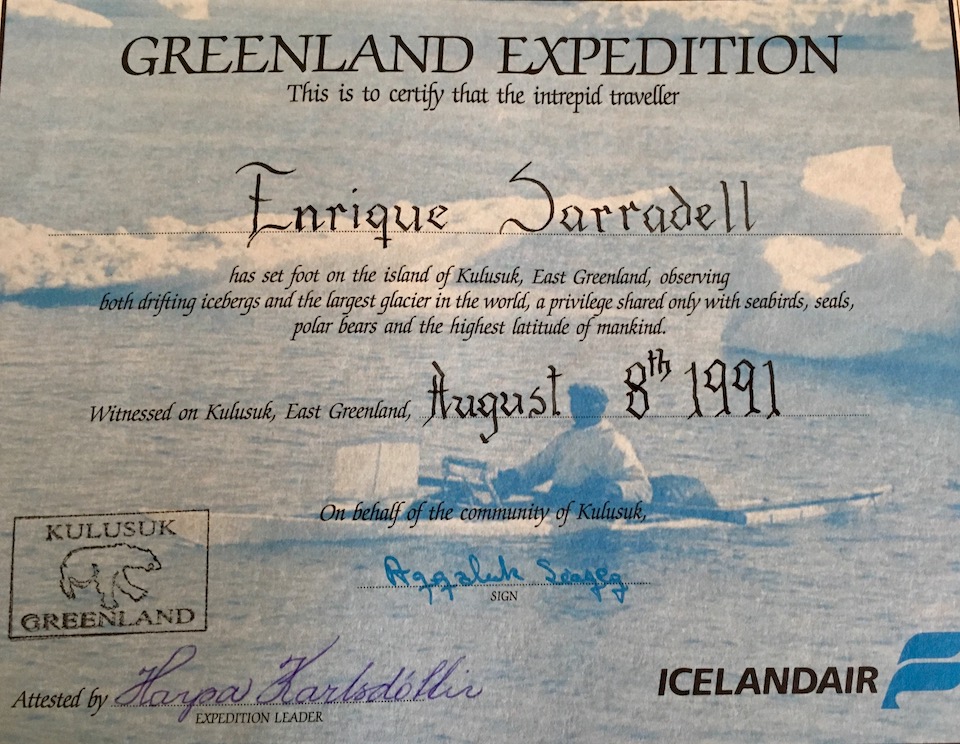 GREENLAND EXPEDITION
This is to certify that the intrepid traveller
Enrique Sarradell
has set foot on the island of Kulusuk, East Greenland, observing
both drifting icebergs and the largest glacier in the world, a privilege shared only with seabirds, seals,
polar bears and the highest latitude of mankind.
Witnessed on Kulusuk, East Greenland, August 8th 1991
On behalf of the community of Kulusuk,
SIGN
KULUSUK
GREENLAND
Attested by Harpa Karlsdóttir
EXPEDITION LEADER
ICELANDAIR